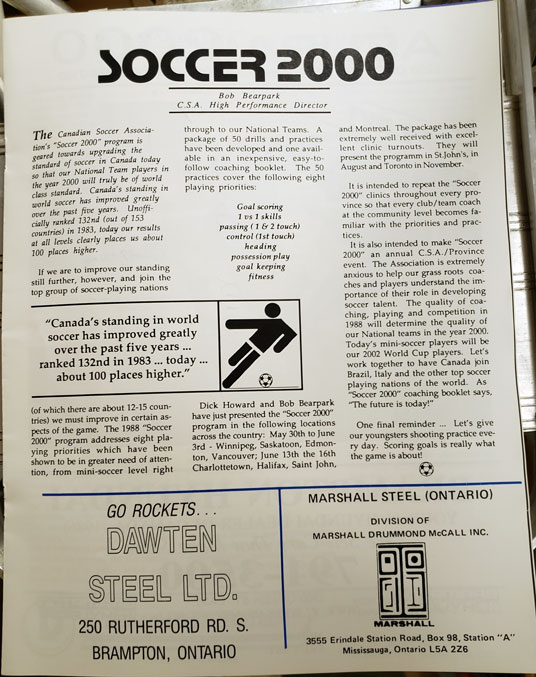 SOCCER 2000
Bob Bearpark
C.S.A. High Performance Director
The Canadian Soccer Associa-
tion's "Soccer 2000" program is
geared towards upgrading the
standard of soccer in Canada today
so that our National Team players in
the year 2000 will truly be of world
class standard. Canada's standing in
world soccer has improved greatly
over the past five years. Unoffi-
cially ranked 132nd (out of 153
countries) in 1983, today our results
at all levels clearly places us about
100 places higher.
If we are to improve our standing
still further, however, and join the
top group of soccer-playing nations
"Canada's standing in world
soccer has improved greatly
over the past five years ...
ranked 132nd in 1983 ... today ...
about 100 places higher."
(of which there are about 12-15 coun-
tries) we must improve in certain as-
pects of the game. The 1988 "Soccer
2000" program addresses eight pla-
ying priorities which have been
shown to be in greater need of atten-
tion, from mini-soccer level right
through to our National Teams. A
package of 50 drills and practices
have been developed and one avail-
able in an inexpensive, easy-to-
follow coaching booklet. The 50
practices cover the following eight
playing priorities:
Goal scoring
1 vs 1 skills
passing (1 & 2 touch)
control (1st touch)
heading
possession play
goal keeping
fitness
Dick Howard and Bob Bearpark
have just presented the "Soccer 2000"
program in the following locations
across the country: May 30th to June
3rd - Winnipeg, Saskatoon, Edmon-
ton, Vancouver; June 13th the 16th
Charlottetown, Halifax, Saint John,
and Montreal. The package has been
extremely well received with excel-
lent clinic turnouts. They will
present the programm in St.John's, in
August and Toronto in November.
It is intended to repeat the "Soccer
2000" clinics throughout every pro-
vince so that every club/team coach
at the community level becomes fa-
miliar with the priorities and prac-
tices.
It is also intended to make "Soccer
2000" an annual C.S.A./Province
event. The Association is extremely
anxious to help our grass roots coa-
ches and players understand the im-
portance of their role in developing
soccer talent. The quality of coa-
ching, playing and competition in
1988 will determine the quality of
our National teams in the year 2000.
Today's mini-soccer players will be
our 2002 World Cup players. Let's
work together to have Canada join
Brazil, Italy and the other top soccer
playing nations of the world. As
"Soccer 2000" coaching booklet says,
"The future is today!"
One final reminder ... Let's give
our youngsters shooting practice eve-
ry day. Scoring goals is really what
the game is about!
GO ROCKETS...
DAWTEN
STEEL LTD.
250 RUTHERFORD RD. S.
BRAMPTON, ONTARIO
MARSHALL STEEL (ONTARIO)
DIVISION OF
MARSHALL DRUMMOND McCALL INC.
MARSHALL
3555 Erindale Station Road, Box 98, Station "A"
Mississauga, Ontario L5A 2Z6